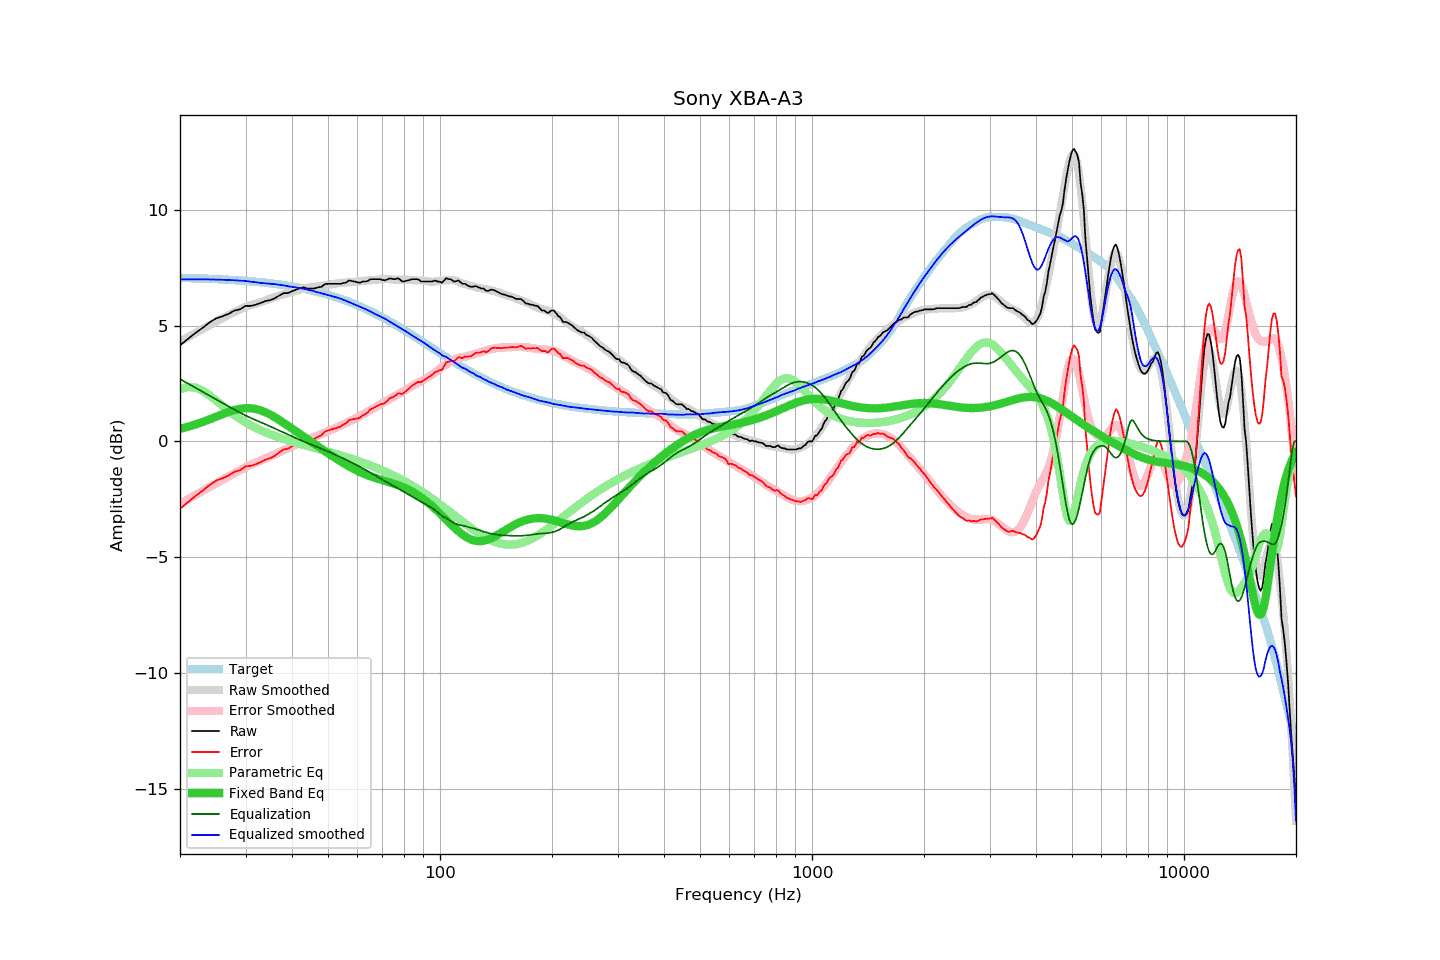 Sony XBA-A3
Amplitude (dBr)
10
5
0
−5
−10
−15
Target
Raw Smoothed
Error Smoothed
Raw
Error
Parametric Eq
Fixed Band Eq
Equalization
Equalized smoothed
100
1000
10000
Frequency (Hz)